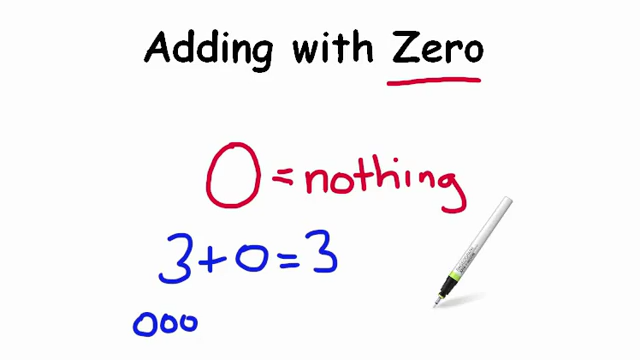 Adding with Zero
0 = nothing
3 + 0 = 3